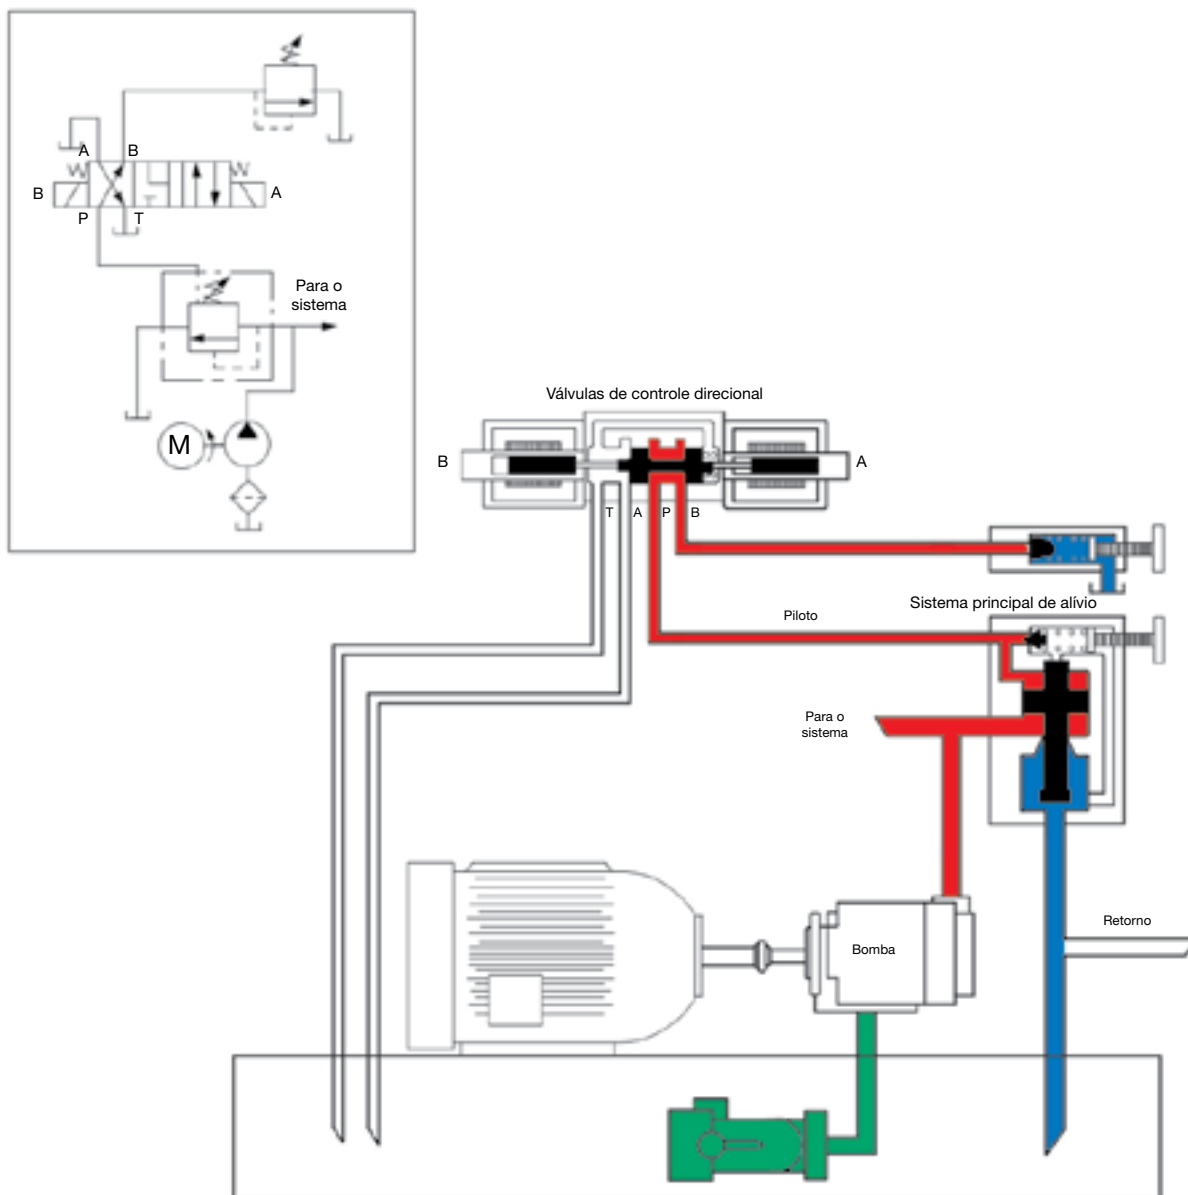 A B
B A
P T
Para o
sistema
M
Válvulas de controle direcional
B A
T A P B
Sistema principal de alívio
Piloto
Para o
sistema
Retorno
Bomba